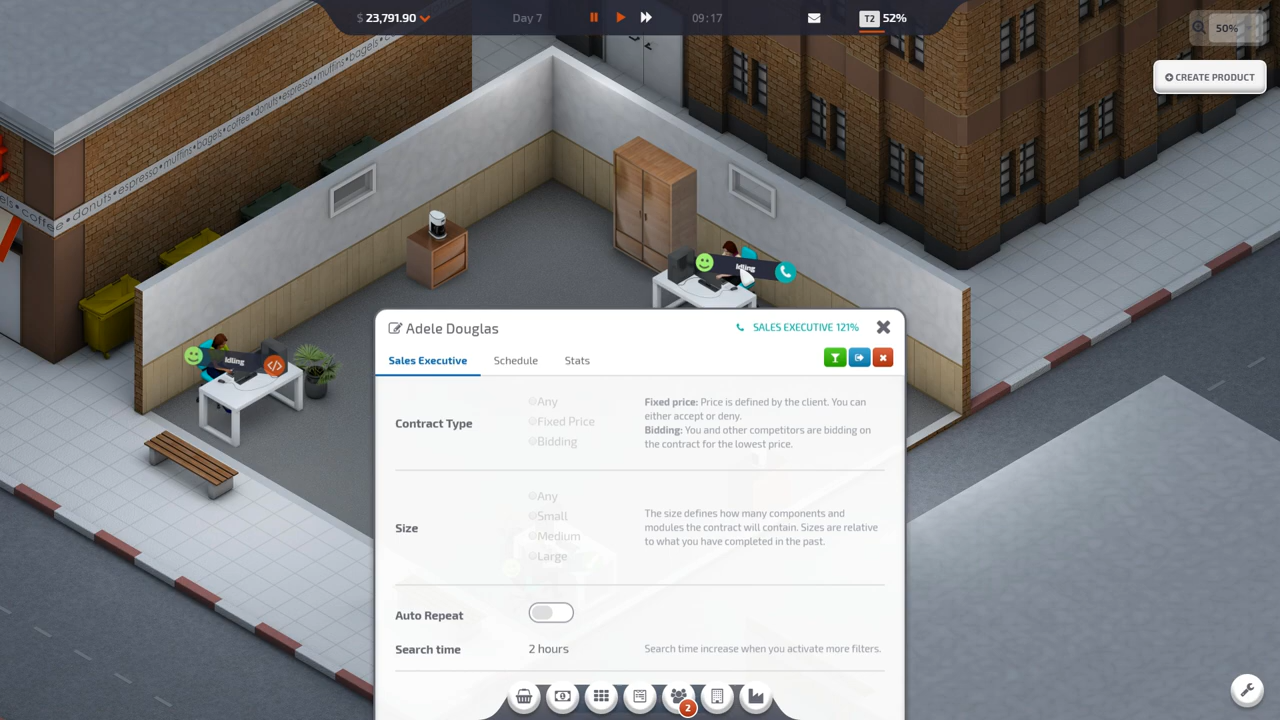 $ 23,791.90
Day 7
09:17
T2 52%
50%
CREATE PRODUCT
bagels•coffee•donuts•espresso•muffins•bagels•coffee•donuts•espresso•muffins•bagels•
Idling
Idling
Adele Douglas
SALES EXECUTIVE 121%
Sales Executive
Schedule
Stats
Contract Type
Any
Fixed Price
Bidding
Fixed price: Price is defined by the client. You can
either accept or deny.
Bidding: You and other competitors are bidding on
the contract for the lowest price.
Size
Any
Small
Medium
Large
The size defines how many components and
modules the contract will contain. Sizes are relative
to what you have completed in the past.
Auto Repeat
Search time
2 hours
Search time increase when you activate more filters.
2